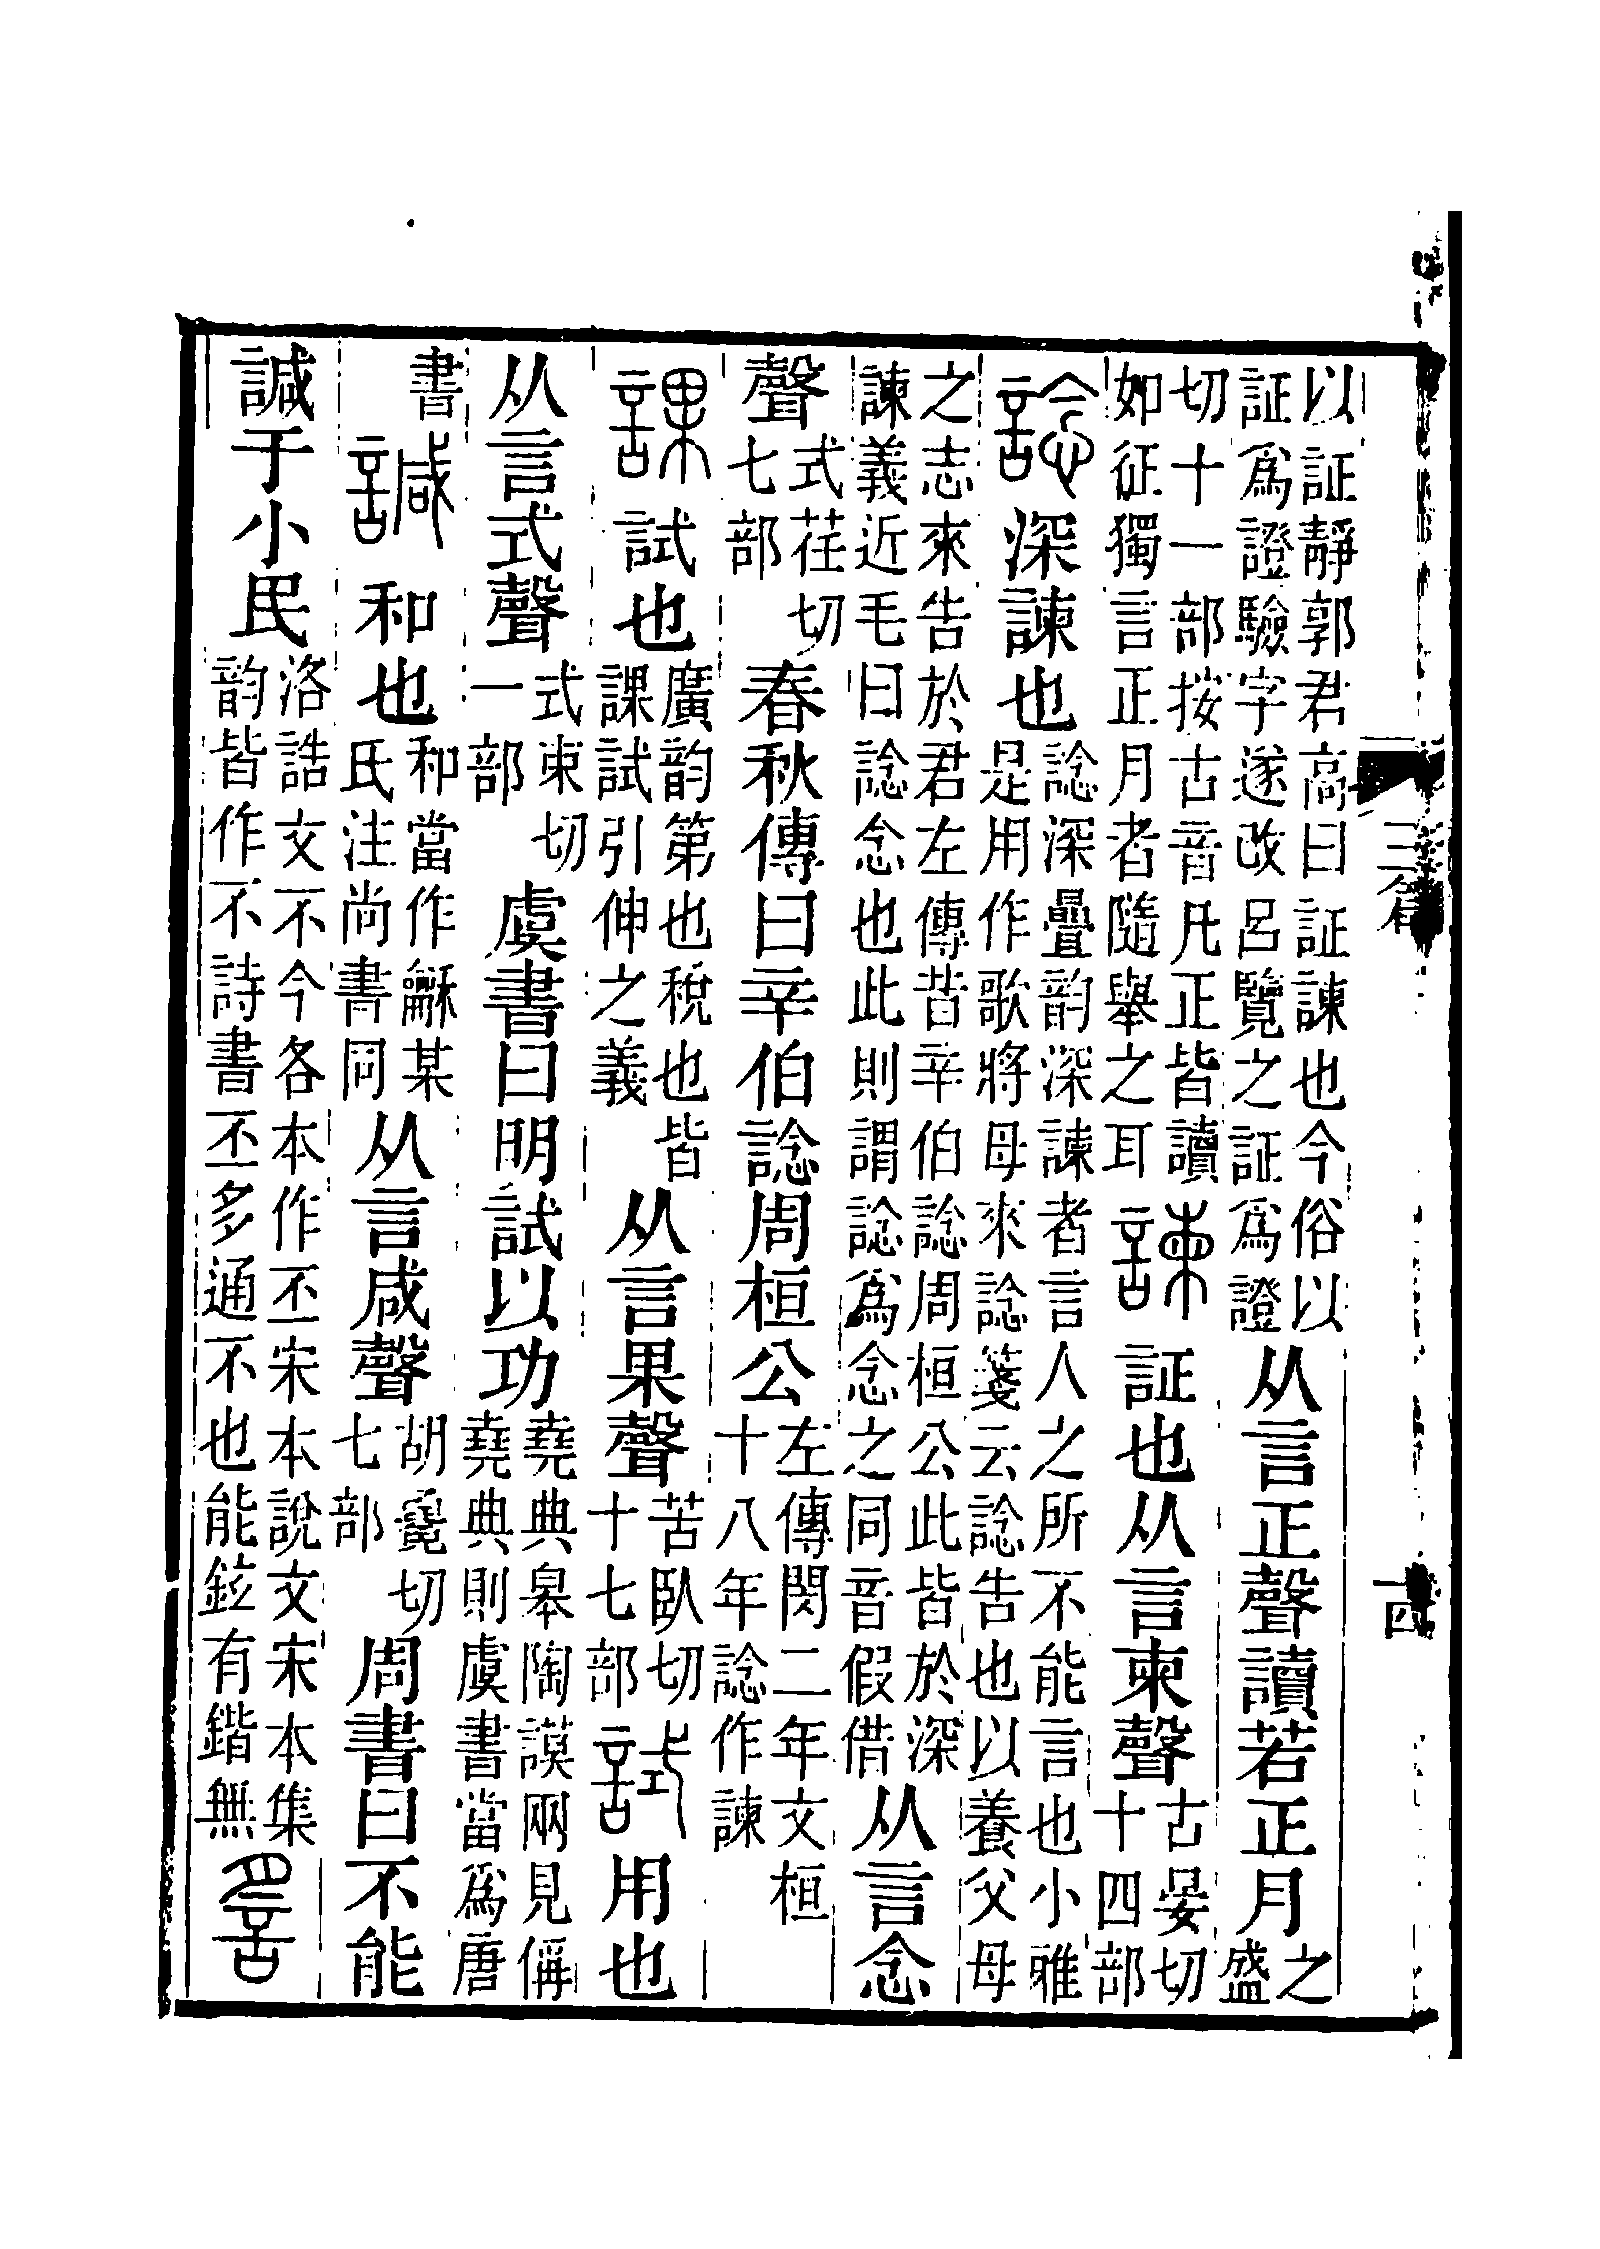 以証靜郭君高曰証諫也今俗以証爲證驗字遂改呂覽之証爲證从言正聲讀若正月之盛
切十一部按古音凡正皆讀如征獨言正月者隨舉之耳諫証也从言柬聲古晏切十四部
諗深諫也諗深曡韵深諫者言人之所不能言也小雅是用作歌將母來諗箋云諗告也以養父母
之志來告於君左傳昔辛伯諗周桓公此皆於深諫義近毛曰諗念也此則謂諗爲念之同音假借从言念
聲式荏切七部春秋傳曰辛伯諗周桓公左傳閔二年文桓十八年諗作諫
課試也廣韵第也稅也皆課試引伸之義从言果聲苦臥切十七部試用也
从言式聲式吏切一部虞書曰明試以功堯典臯陶謨兩見偁堯典則虞書當爲唐
書諴和也和當作龢某氏注尚書同从言咸聲胡毚切七部周書曰不能
諴于小民洛誥文不今各本作丕宋本說文宋本集韵皆作不詩書丕多通不也能鉉有鍇無䚻